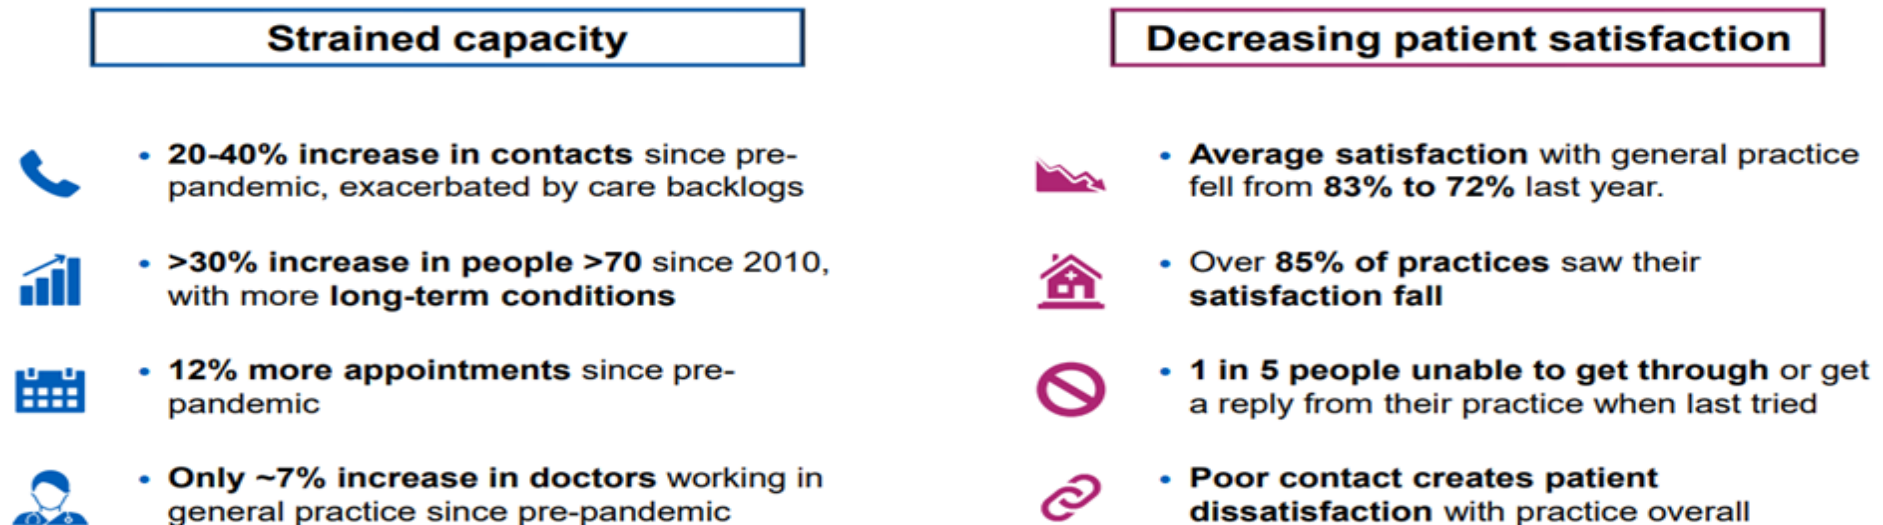 Strained capacity
• 20-40% increase in contacts since pre-
pandemic, exacerbated by care backlogs
• >30% increase in people >70 since 2010,
with more long-term conditions
• 12% more appointments since pre-
pandemic
• Only ~7% increase in doctors working in
general practice since pre-pandemic
Decreasing patient satisfaction
• Average satisfaction with general practice
fell from 83% to 72% last year.
• Over 85% of practices saw their
satisfaction fall
• 1 in 5 people unable to get through or get
a reply from their practice when last tried
• Poor contact creates patient
dissatisfaction with practice overall